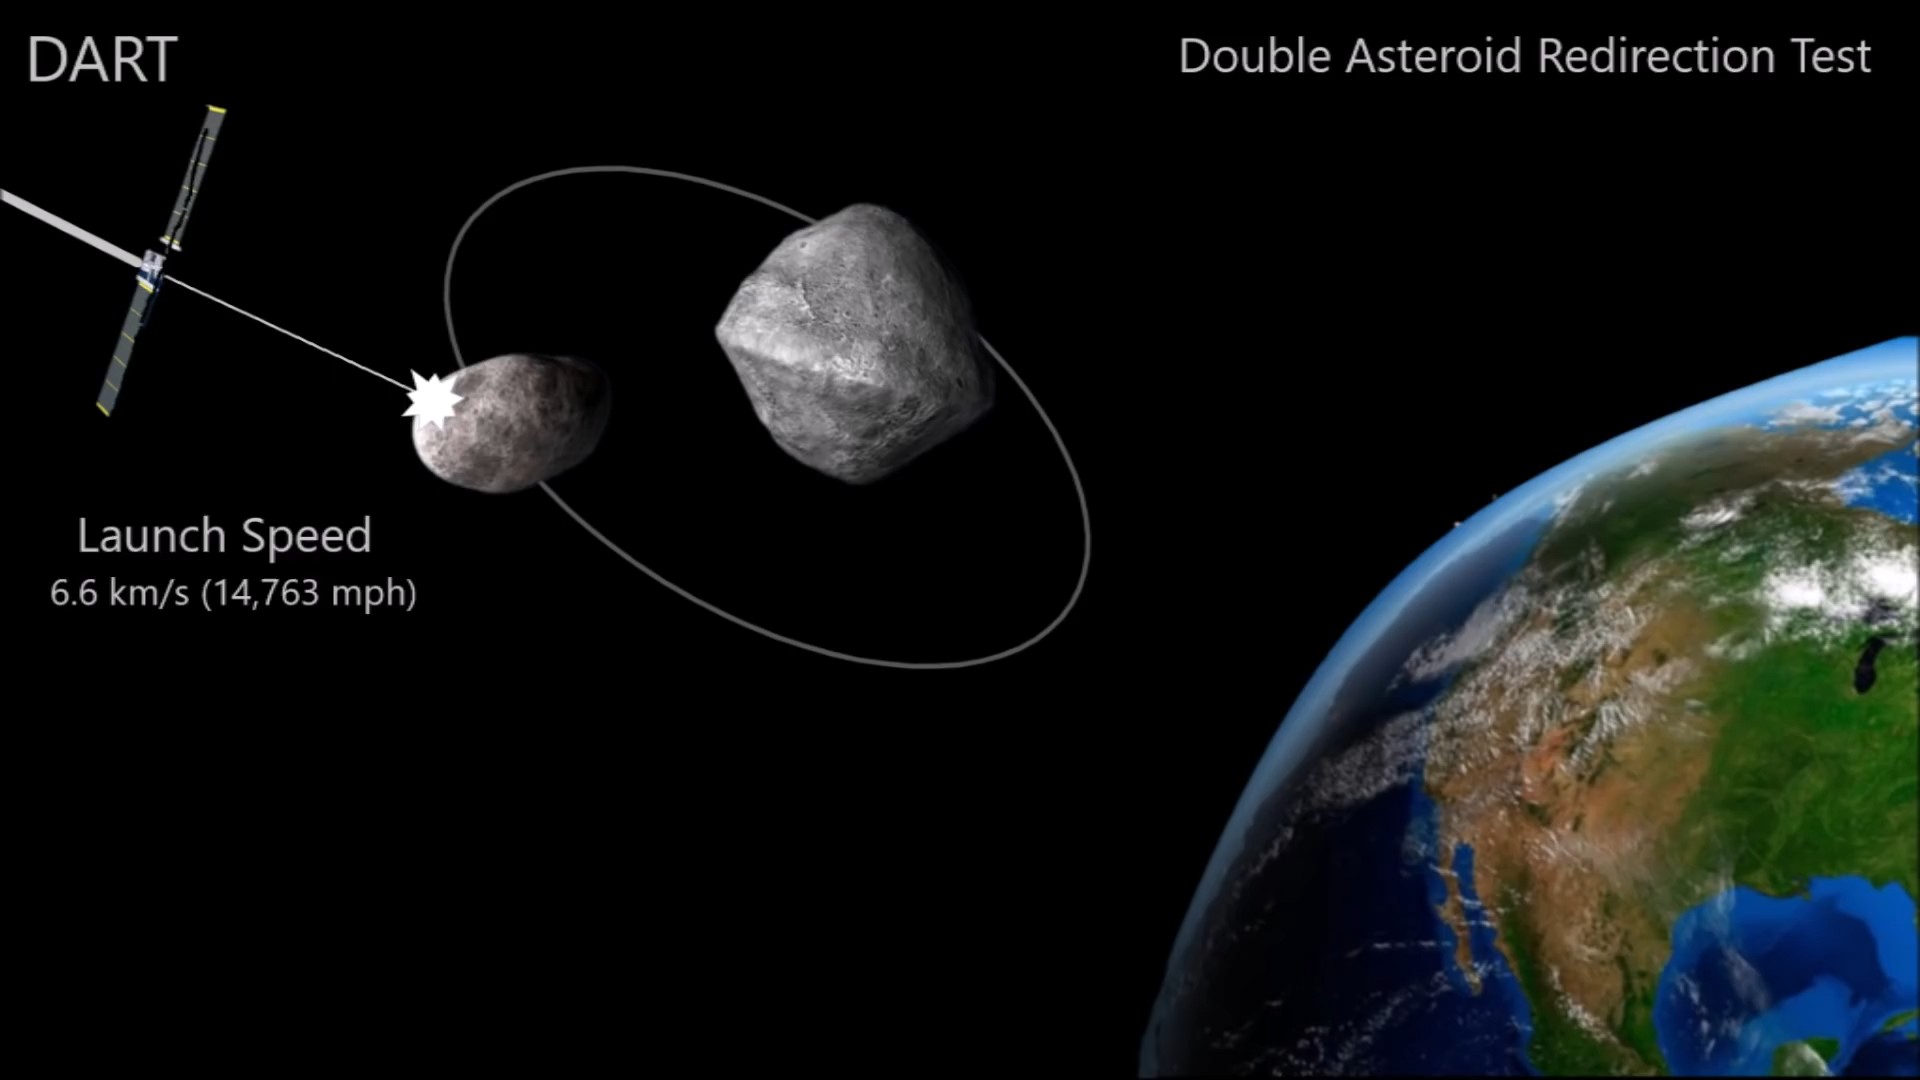 DART
Double Asteroid Redirection Test
Launch Speed
6.6 km/s (14,763 mph)